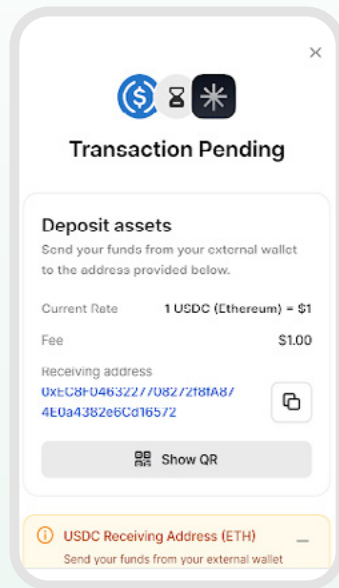 Transaction Pending
Deposit assets
Send your funds from your external wallet
to the address provided below.
Current Rate 1 USDC (Ethereum) = $1
Fee $1.00
Receiving address
0xEC8F0463227708272f8fA87
4E0a4382e6Cd16572
Show QR
USDC Receiving Address (ETH)
Send your funds from your external wallet